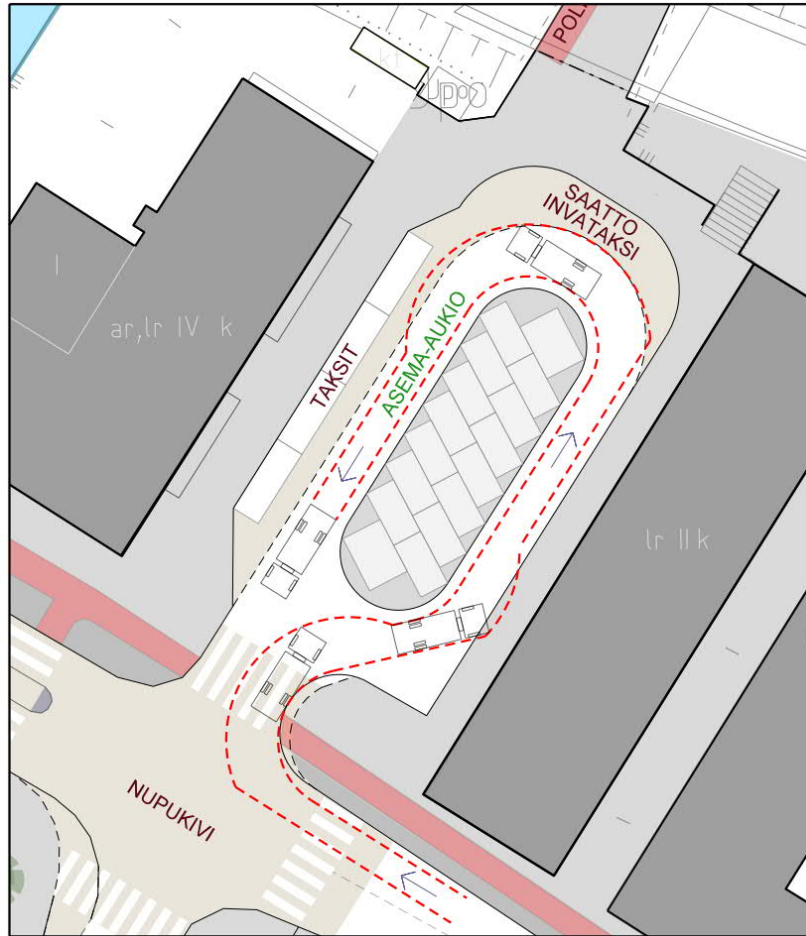 POL
SAATTO
INVATAKSI
ar,lr IV k
TAKSIT
ASEMA-AUKIO
lr II k
NUPUKIVI